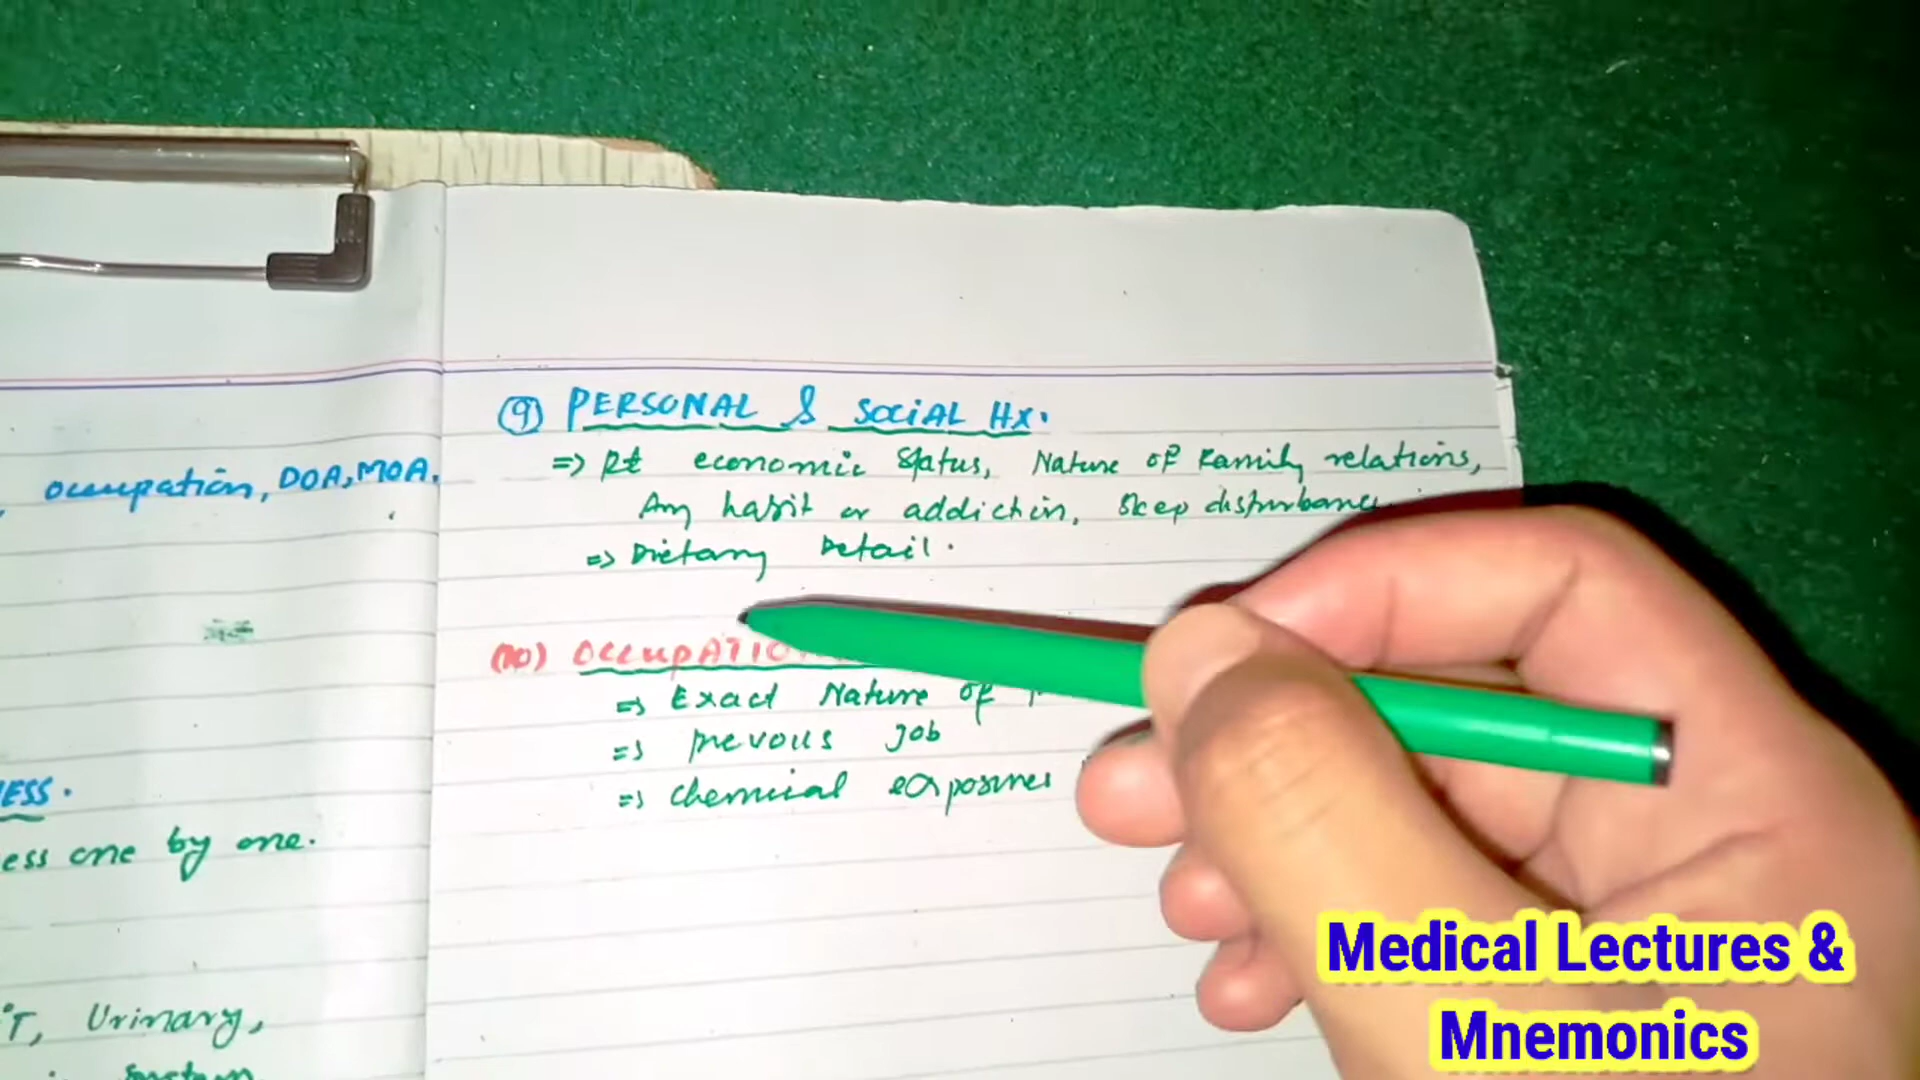 occupation, DOA, MOA.
ESS.
ess one by one.
T, Urinary,
(9) PERSONAL & SOCIAL HX.
=> Pt economic Status, Nature of Family relations,
Any habit or addiction, Sleep disturbance
=> Dietary Detail.
(10) OCCUPATIO
=> Exact Nature of
=> prevous Job
=> chemical exposures
Medical Lectures &
Mnemonics